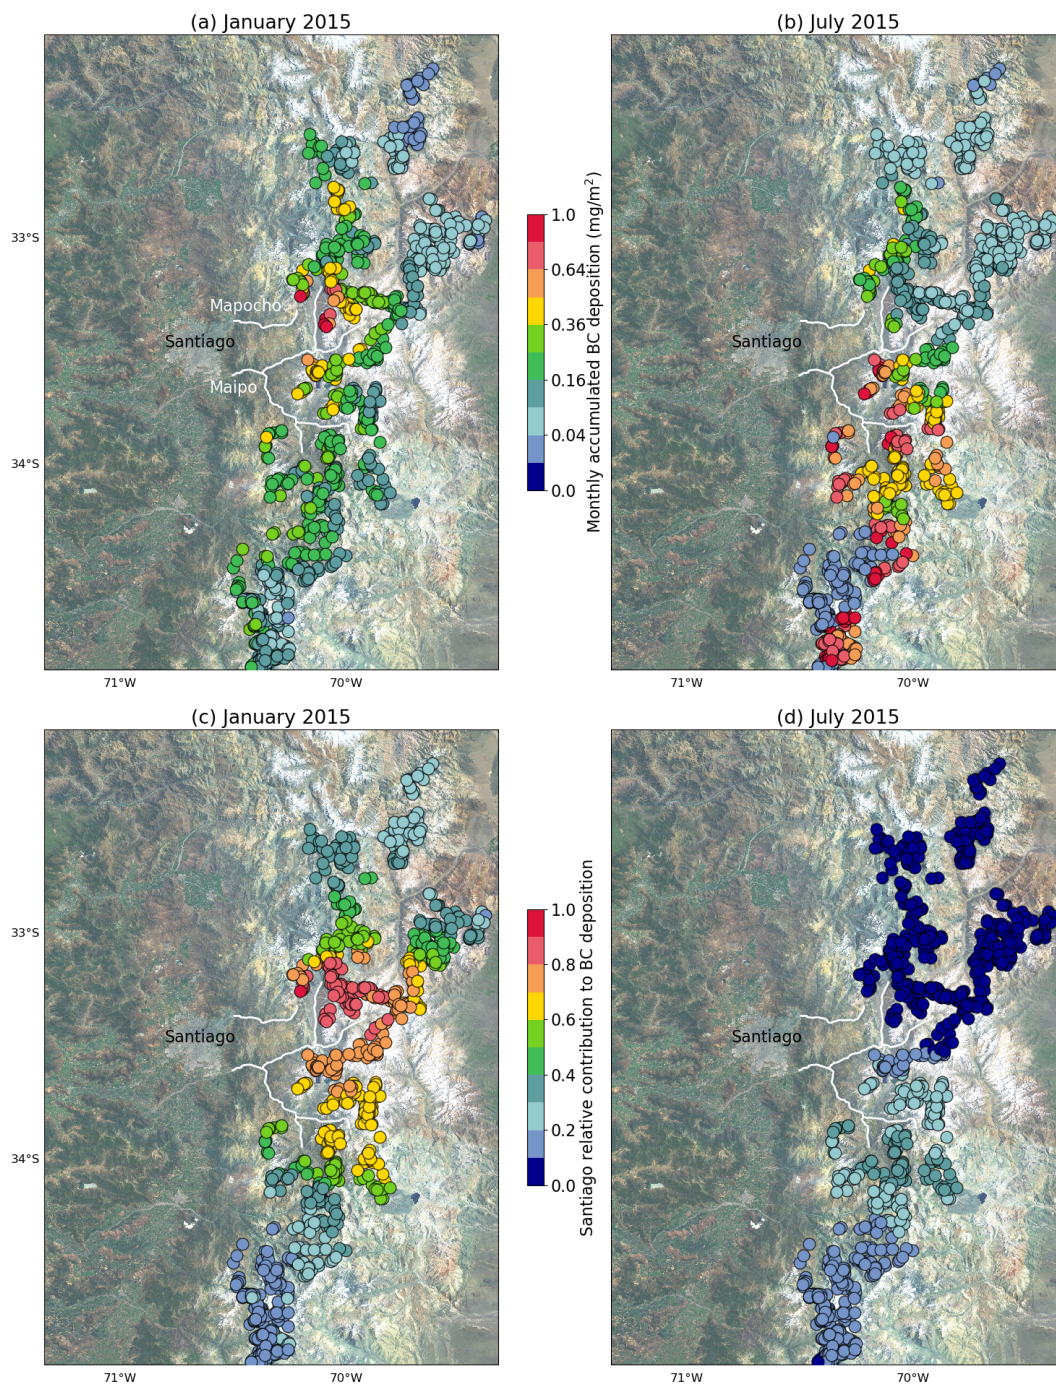 (a) January 2015
(b) July 2015
33°S
34°S
71°W
70°W
71°W
70°W
Mapocho
Santiago
Maipo
Santiago
1.0
0.64
0.36
0.16
0.04
0.0
Monthly accumulated BC deposition (mg/m²)
(c) January 2015
(d) July 2015
33°S
34°S
71°W
70°W
71°W
70°W
Santiago
Santiago
1.0
0.8
0.6
0.4
0.2
0.0
Santiago relative contribution to BC deposition